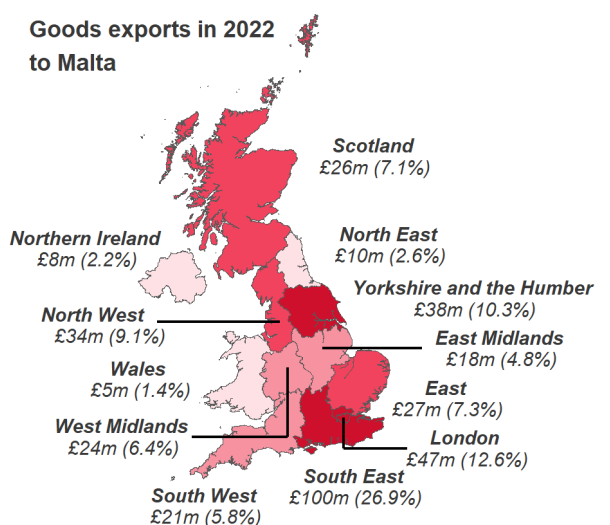 Goods exports in 2022
to Malta
Scotland
£26m (7.1%)
Northern Ireland
£8m (2.2%)
North East
£10m (2.6%)
Yorkshire and the Humber
£38m (10.3%)
North West
£34m (9.1%)
East Midlands
£18m (4.8%)
Wales
£5m (1.4%)
East
£27m (7.3%)
West Midlands
£24m (6.4%)
London
£47m (12.6%)
South East
£100m (26.9%)
South West
£21m (5.8%)